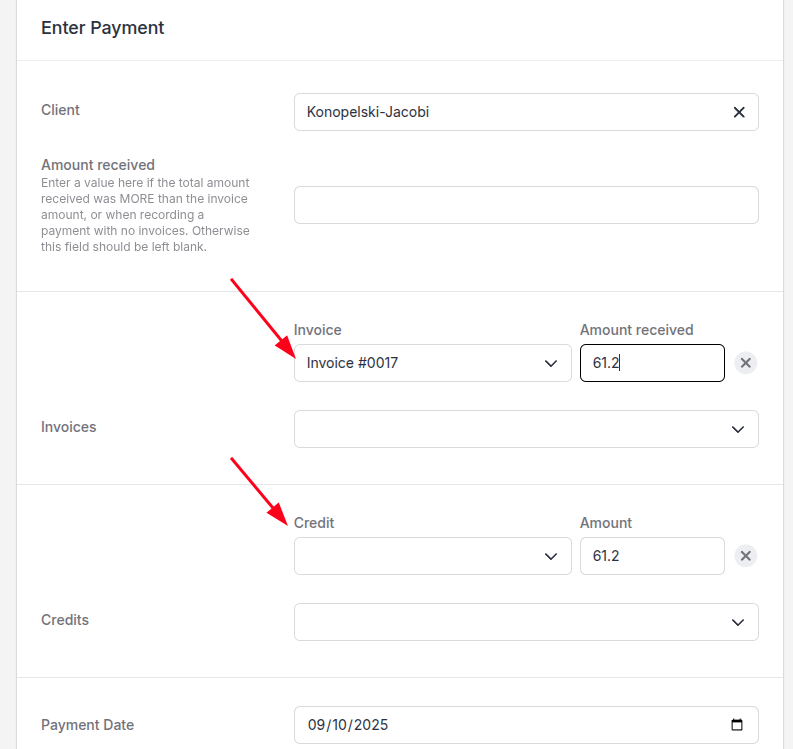 Enter Payment
Client
Konopelski-Jacobi
Amount received
Enter a value here if the total amount
received was MORE than the invoice
amount, or when recording a
payment with no invoices. Otherwise
this field should be left blank.
Invoice Amount received
Invoice #0017 61.2
Invoices
Credit Amount
61.2
Credits
Payment Date 09/10/2025